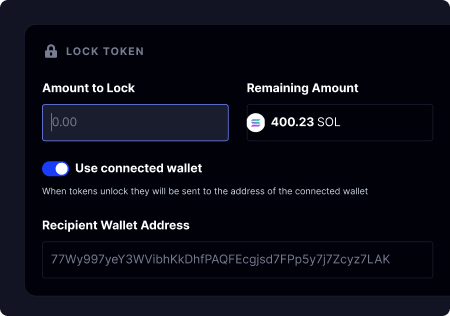 LOCK TOKEN
Amount to Lock
Remaining Amount
0.00
400.23 SOL
Use connected wallet
When tokens unlock they will be sent to the address of the connected wallet
Recipient Wallet Address
77Wy997yeY3WVibhKkDhfPAQFEcgjsd7FPp5y7j7Zcyz7LAK